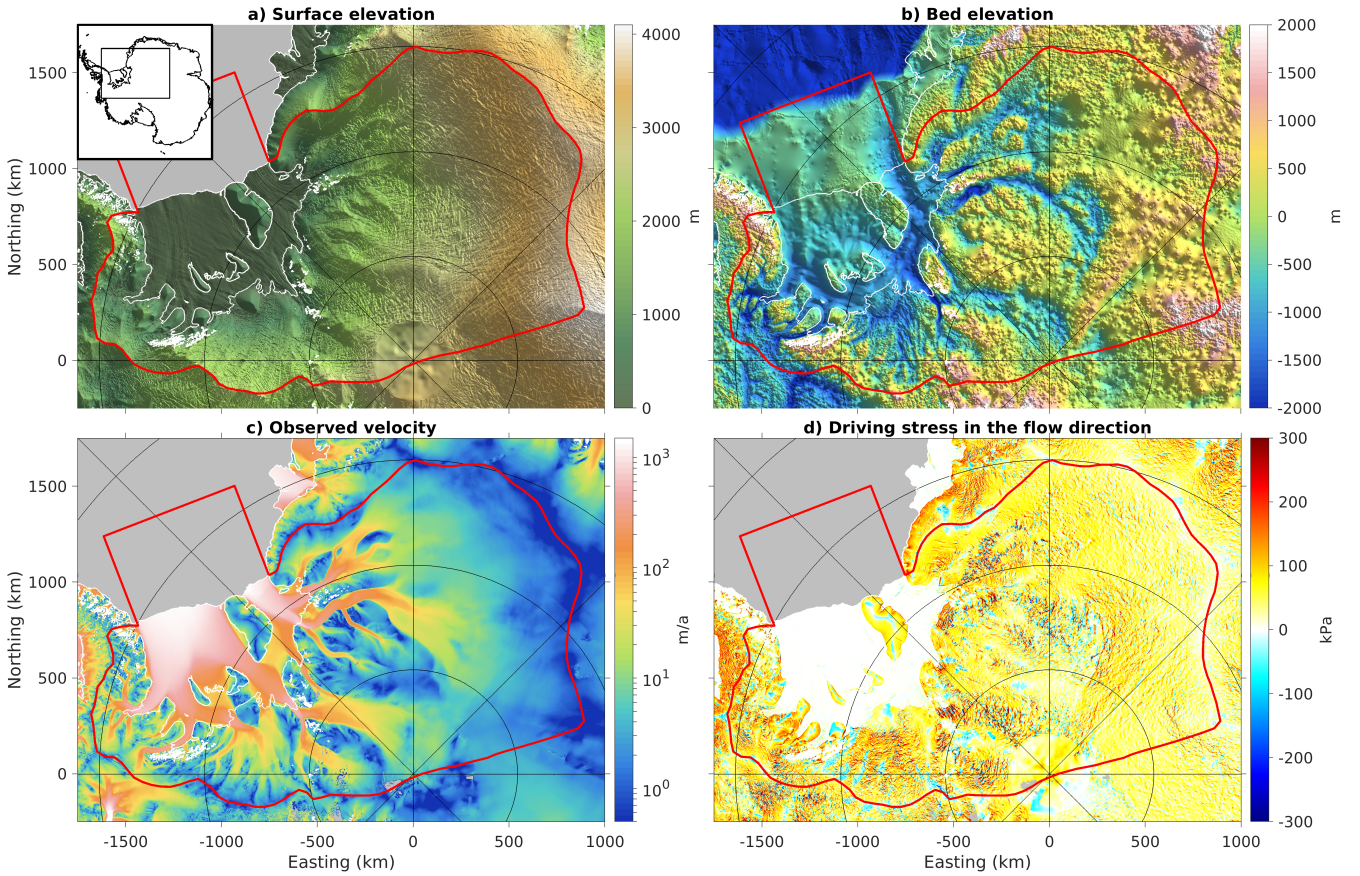 a) Surface elevation
b) Bed elevation
Northing (km)
1500
1000
500
0
4000
3000
2000
1000
0
m
2000
1500
1000
500
0
-500
-1000
-1500
-2000
m
c) Observed velocity
d) Driving stress in the flow direction
Northing (km)
1500
1000
500
0
10³
10²
10¹
10⁰
m/a
300
200
100
0
-100
-200
-300
kPa
-1500 -1000 -500 0 500 1000
Easting (km)
-1500 -1000 -500 0 500 1000
Easting (km)